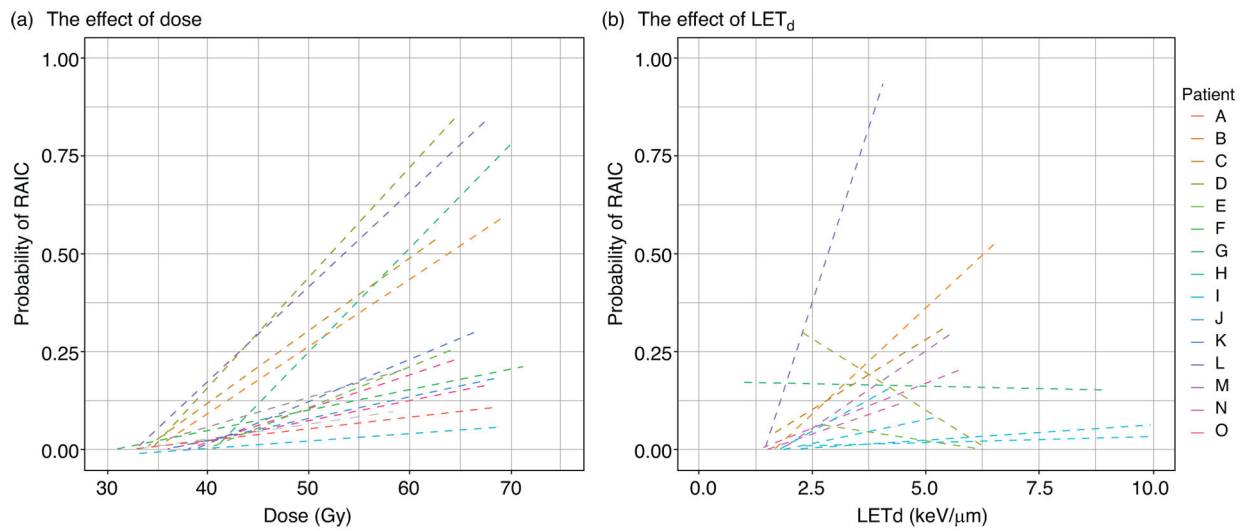 (a) The effect of dose
1.00
0.75
0.50
0.25
0.00
Probability of RAIC
30 40 50 60 70
Dose (Gy)
(b) The effect of LETd
1.00
0.75
0.50
0.25
0.00
Probability of RAIC
0.0 2.5 5.0 7.5 10.0
LETd (keV/μm)
Patient
A
B
C
D
E
F
G
H
I
J
K
L
M
N
O